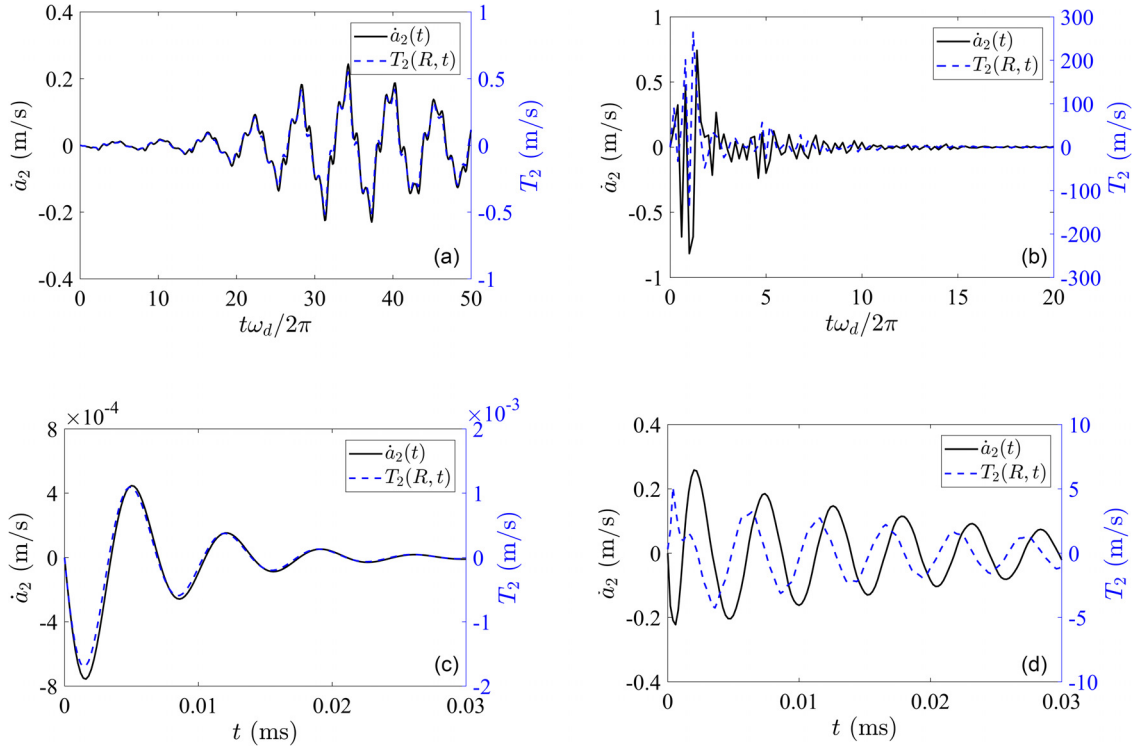 0.4
0.2
0
-0.2
-0.4
ȧ₂ (m/s)
1
0.5
0
-0.5
-1
T₂ (m/s)
ȧ₂(t)
T₂(R, t)
(a)
0 10 20 30 40 50
tω_d/2π
1
0.5
0
-0.5
-1
ȧ₂ (m/s)
300
200
100
0
-100
-200
-300
T₂ (m/s)
ȧ₂(t)
T₂(R, t)
(b)
0 5 10 15 20
tω_d/2π
×10⁻⁴
8
4
0
-4
-8
ȧ₂ (m/s)
×10⁻³
2
1
0
-1
-2
T₂ (m/s)
ȧ₂(t)
T₂(R, t)
(c)
0 0.01 0.02 0.03
t (ms)
0.4
0.2
0
-0.2
-0.4
ȧ₂ (m/s)
10
5
0
-5
-10
T₂ (m/s)
ȧ₂(t)
T₂(R, t)
(d)
0 0.01 0.02 0.03
t (ms)